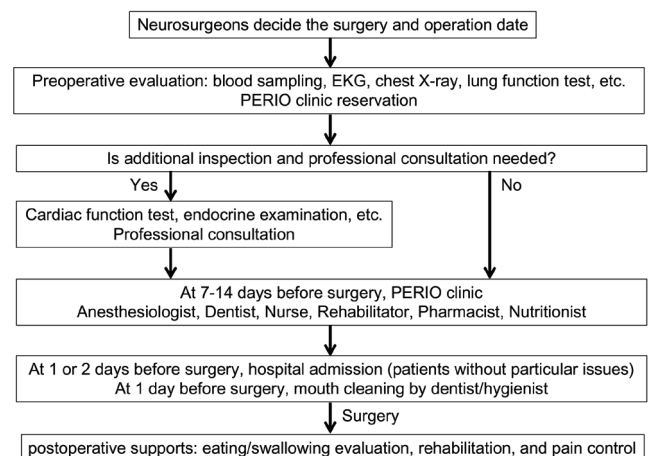 Neurosurgeons decide the surgery and operation date
Preoperative evaluation: blood sampling, EKG, chest X-ray, lung function test, etc.
PERIO clinic reservation
Is additional inspection and professional consultation needed?
Yes
No
Cardiac function test, endocrine examination, etc.
Professional consultation
At 7-14 days before surgery, PERIO clinic
Anesthesiologist, Dentist, Nurse, Rehabilitator, Pharmacist, Nutritionist
At 1 or 2 days before surgery, hospital admission (patients without particular issues)
At 1 day before surgery, mouth cleaning by dentist/hygienist
Surgery
postoperative supports: eating/swallowing evaluation, rehabilitation, and pain control